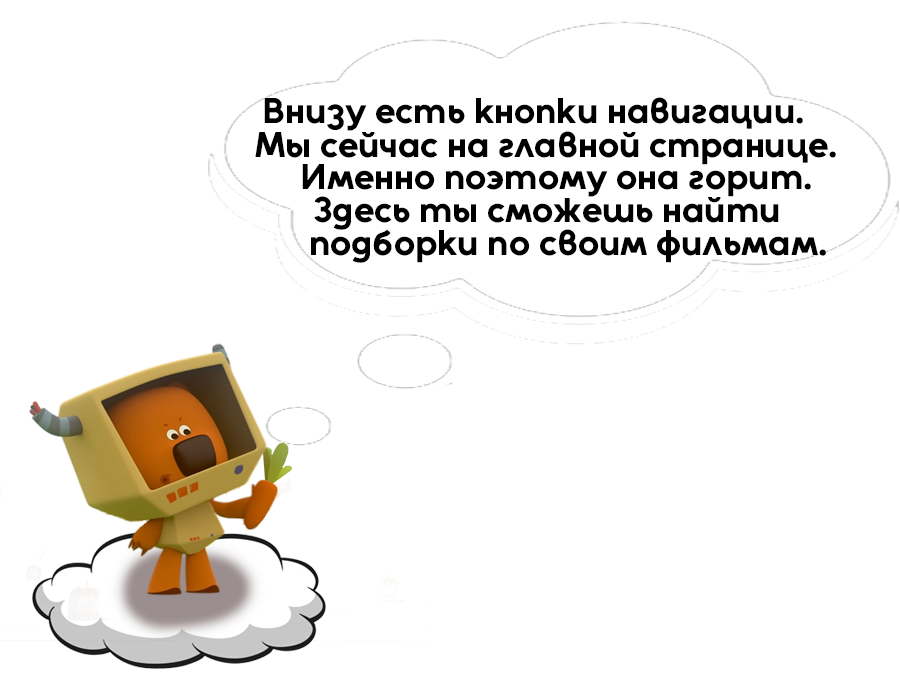 Внизу есть кнопки навигации.
Мы сейчас на главной странице.
Именно поэтому она горит.
Здесь ты сможешь найти
подборки по своим фильмам.